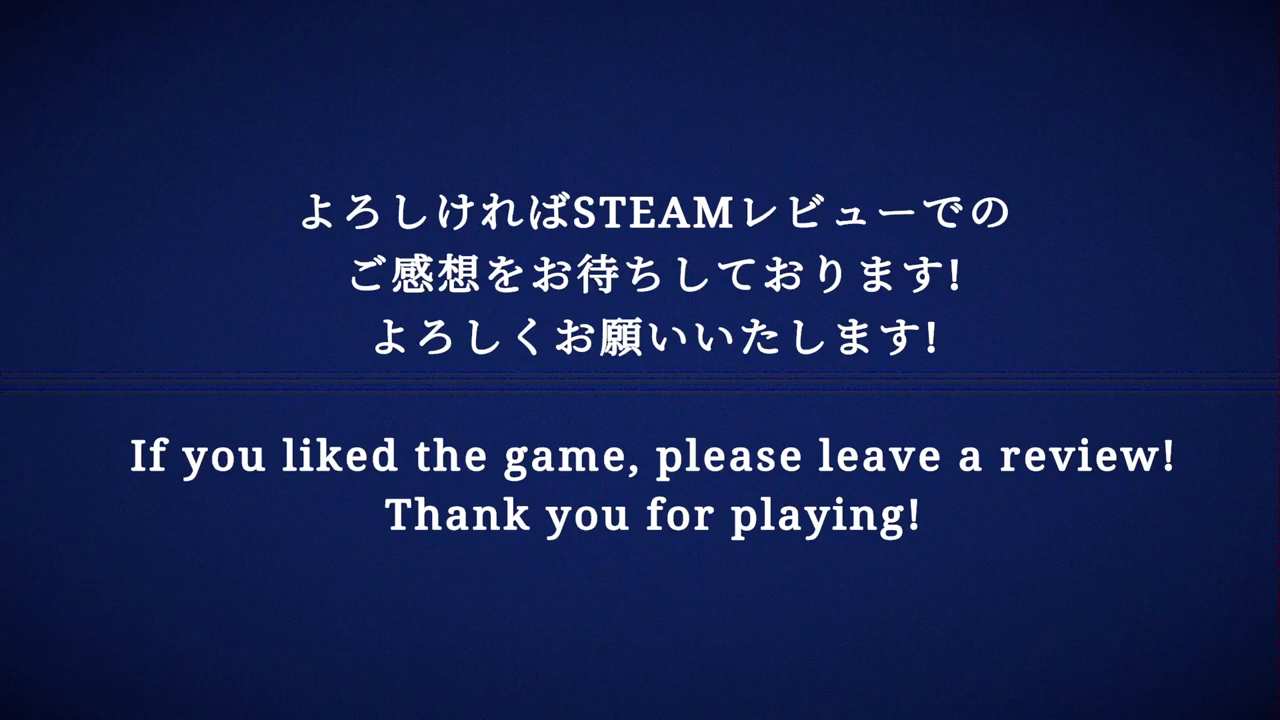 よろしければSTEAMレビューでの
ご感想をお待ちしております!
よろしくお願いいたします!
If you liked the game, please leave a review!
Thank you for playing!